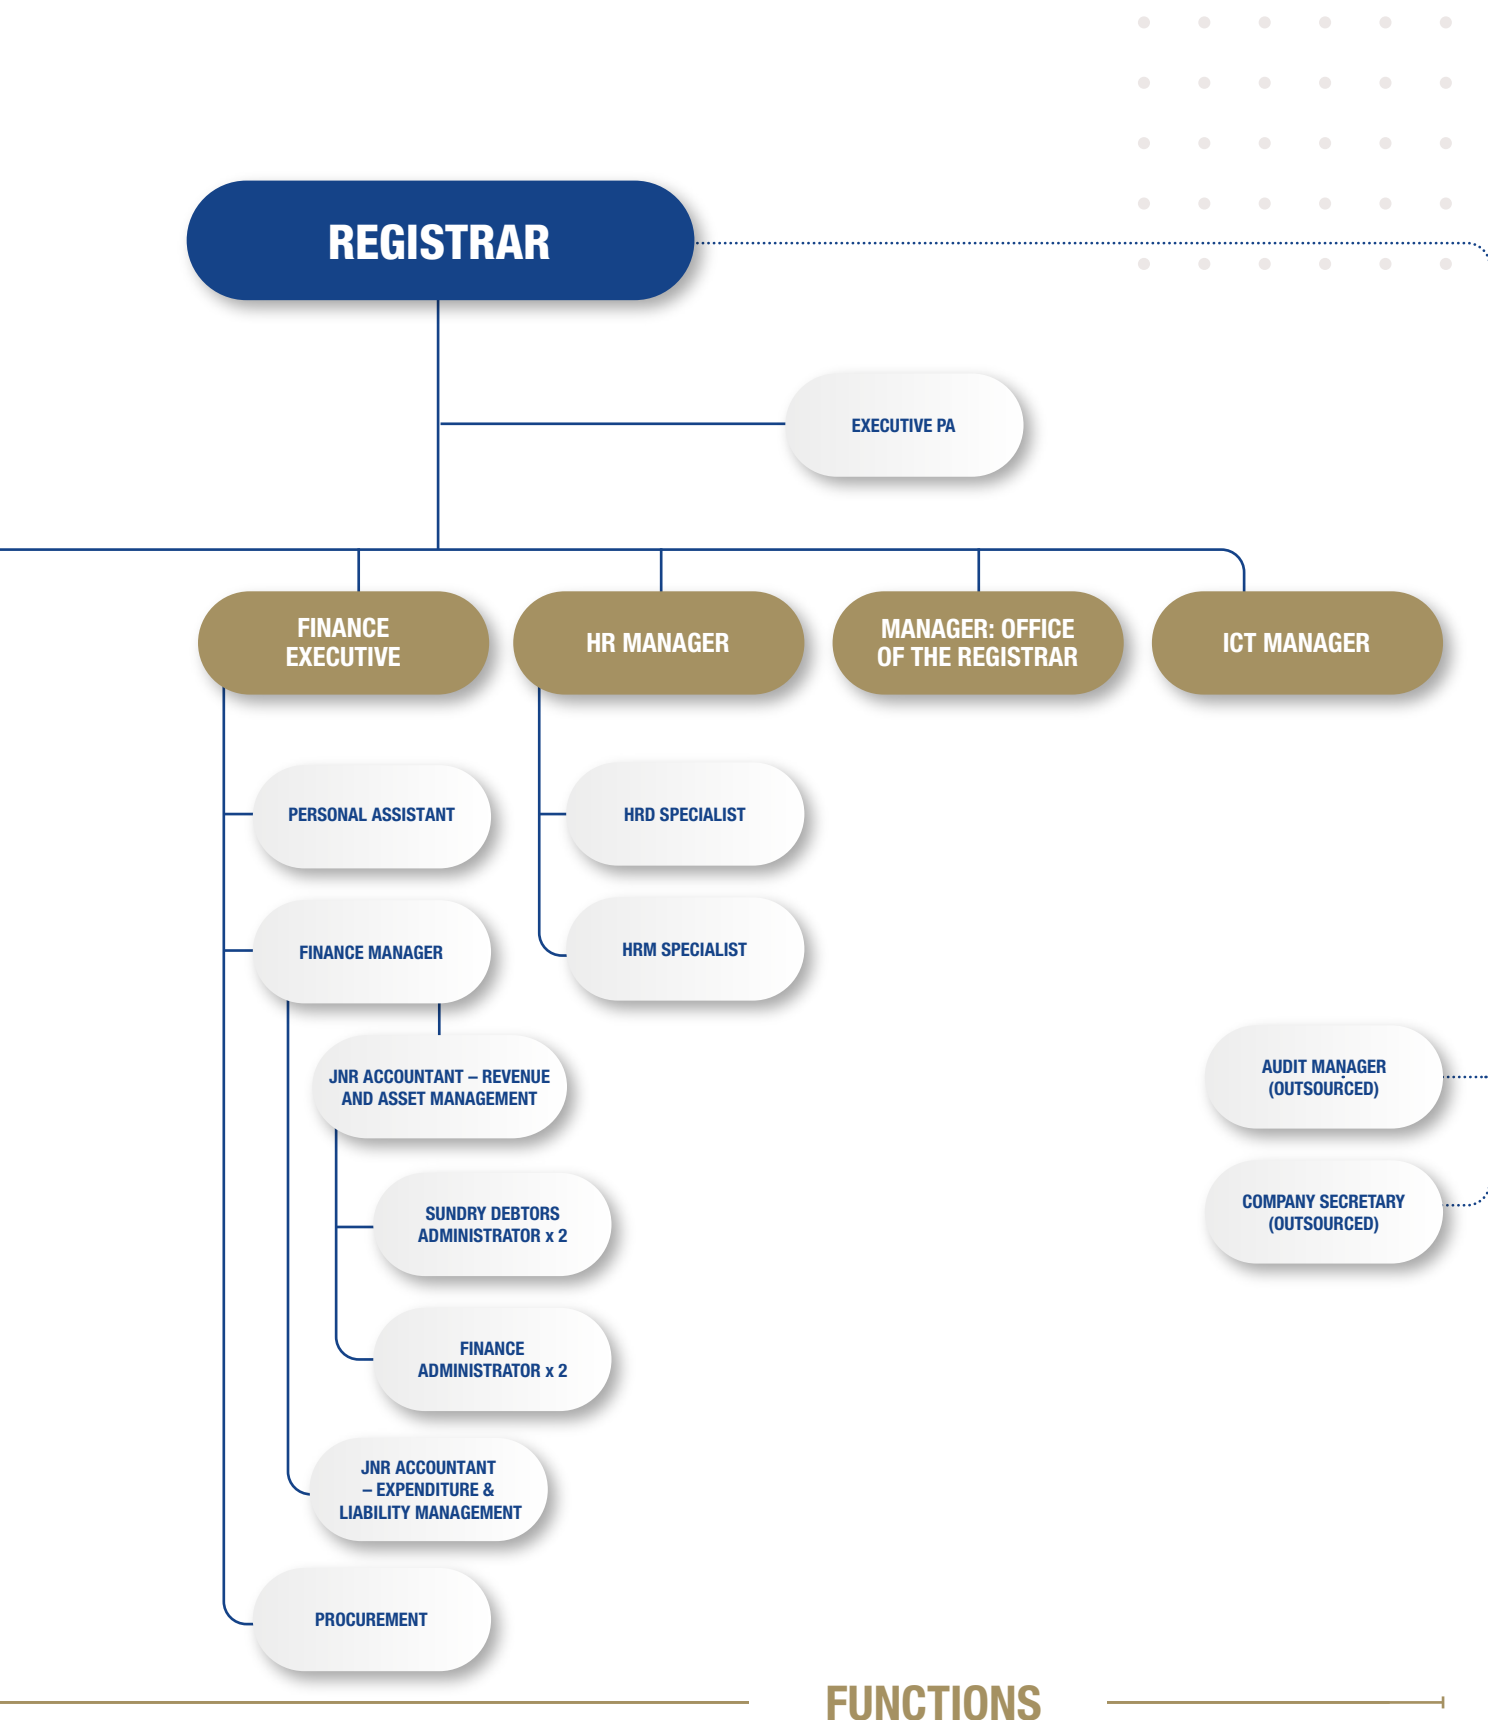 REGISTRAR
EXECUTIVE PA
FINANCE
EXECUTIVE
HR MANAGER
MANAGER: OFFICE
OF THE REGISTRAR
ICT MANAGER
PERSONAL ASSISTANT
HRD SPECIALIST
FINANCE MANAGER
HRM SPECIALIST
JNR ACCOUNTANT – REVENUE
AND ASSET MANAGEMENT
AUDIT MANAGER
(OUTSOURCED)
SUNDRY DEBTORS
ADMINISTRATOR x 2
COMPANY SECRETARY
(OUTSOURCED)
FINANCE
ADMINISTRATOR x 2
JNR ACCOUNTANT
– EXPENDITURE &
LIABILITY MANAGEMENT
PROCUREMENT
FUNCTIONS